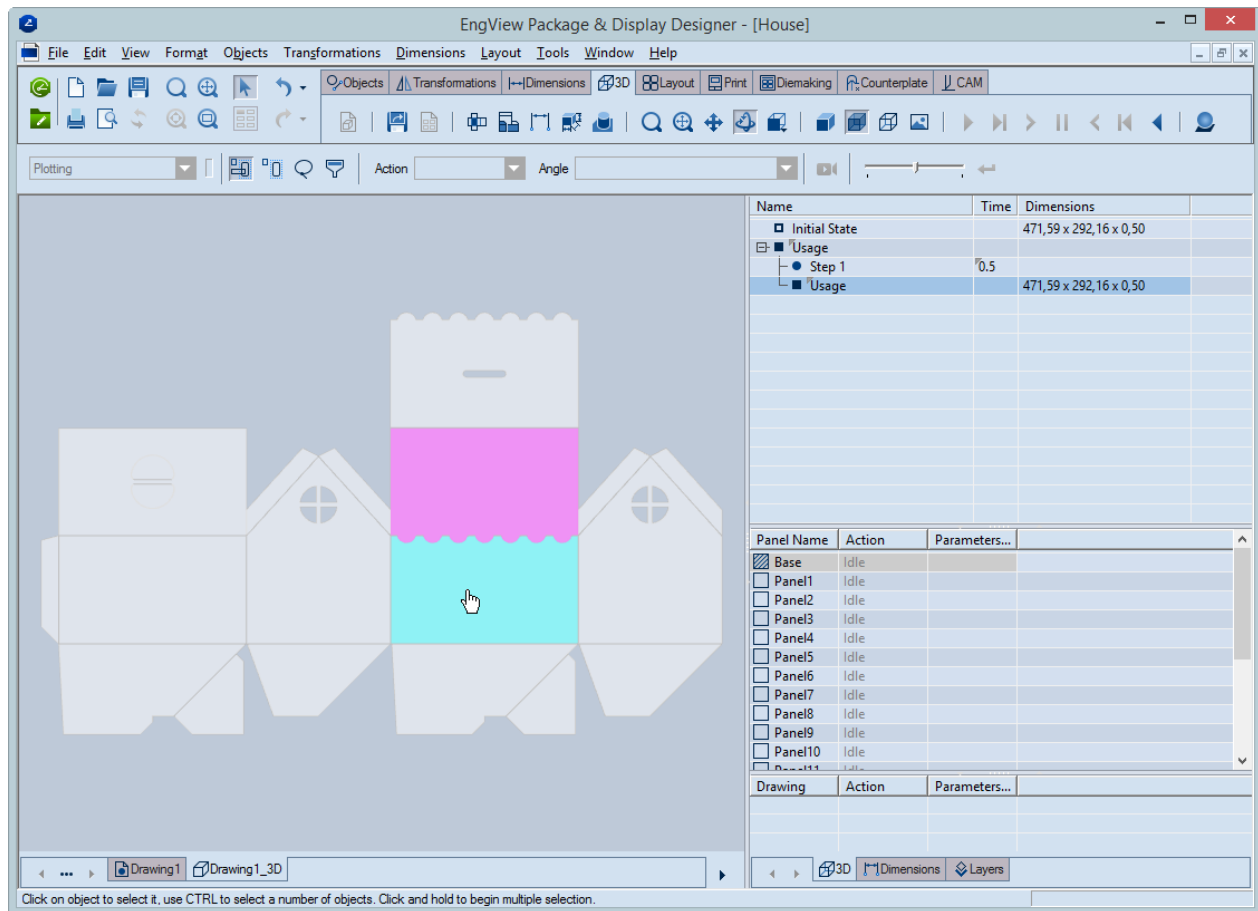 EngView Package & Display Designer - [House]
File Edit View Format Objects Transformations Dimensions Layout Tools Window Help
Objects Transformations Dimensions 3D Layout Print Diemaking Counterplate CAM
Plotting Action Angle
Name Time Dimensions
Initial State 471,59 x 292,16 x 0,50
Usage
Step 1 0.5
Usage 471,59 x 292,16 x 0,50
Panel Name Action Parameters...
Base Idle
Panel1 Idle
Panel2 Idle
Panel3 Idle
Panel4 Idle
Panel5 Idle
Panel6 Idle
Panel7 Idle
Panel8 Idle
Panel9 Idle
Panel10 Idle
Panel11 Idle
Drawing Action Parameters...
Drawing1 Drawing1_3D
3D Dimensions Layers
Click on object to select it, use CTRL to select a number of objects. Click and hold to begin multiple selection.